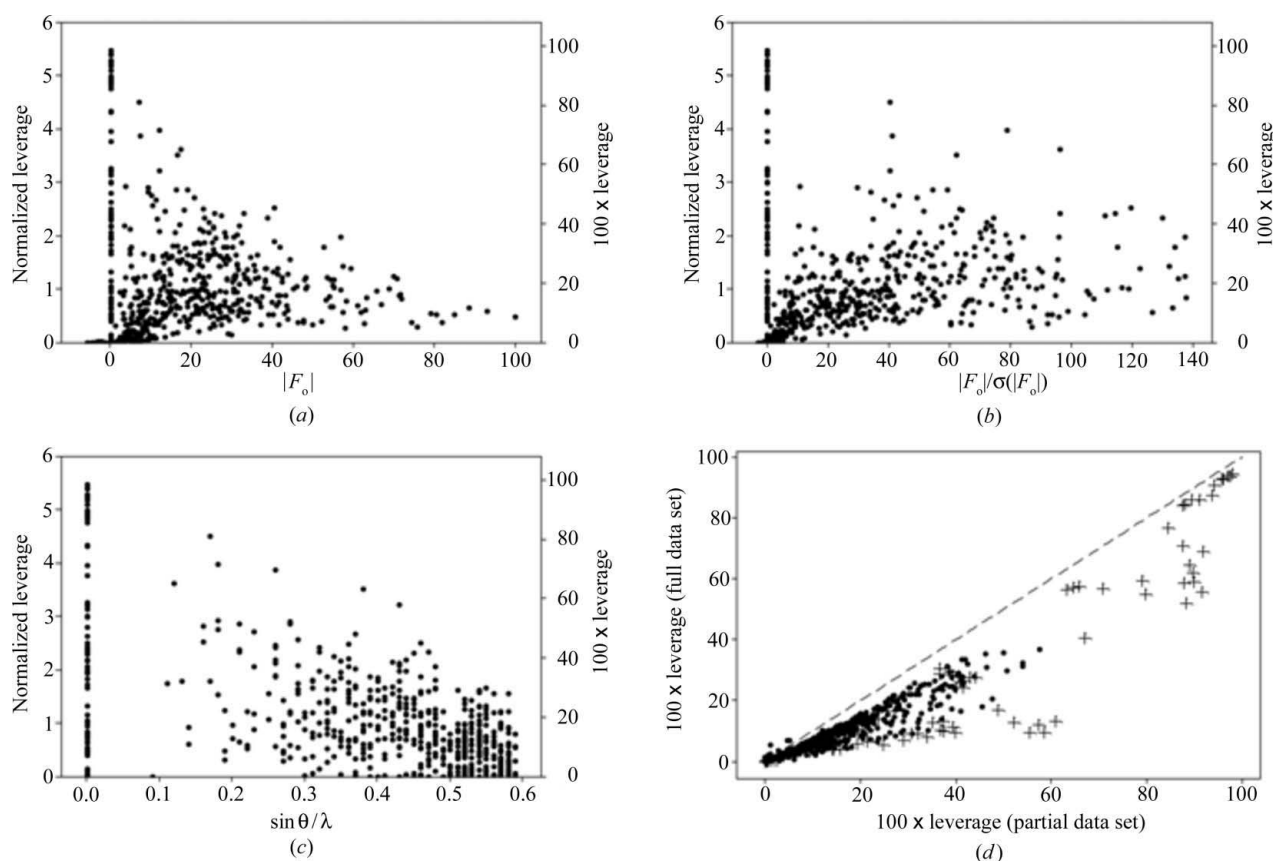 6
5
4
3
2
1
0
Normalized leverage
100
80
60
40
20
0
100 x leverage
0 20 40 60 80 100
|Fo|
(a)
6
5
4
3
2
1
0
Normalized leverage
100
80
60
40
20
0
100 x leverage
0 20 40 60 80 100 120 140
|Fo|/σ(|Fo|)
(b)
6
5
4
3
2
1
0
Normalized leverage
100
80
60
40
20
0
100 x leverage
0.0 0.1 0.2 0.3 0.4 0.5 0.6
sin θ/λ
(c)
100
80
60
40
20
0
100 x leverage (full data set)
0 20 40 60 80 100
100 x leverage (partial data set)
(d)